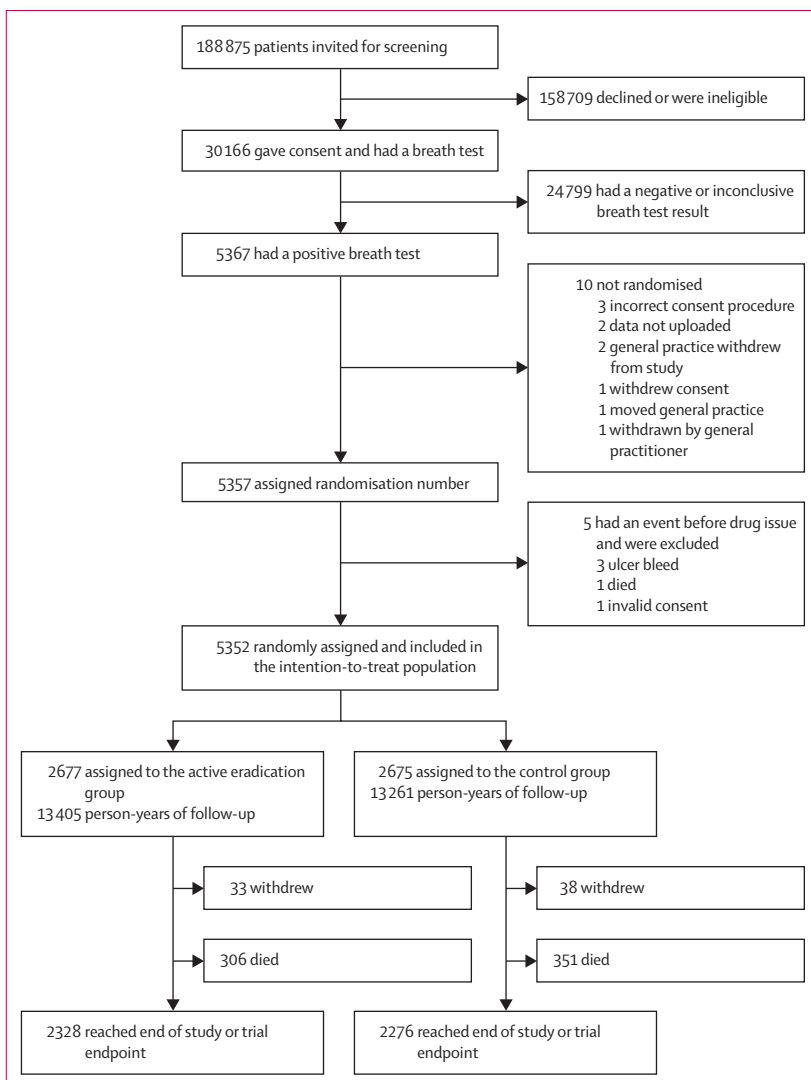 188 875 patients invited for screening
158 709 declined or were ineligible
30 166 gave consent and had a breath test
24 799 had a negative or inconclusive
breath test result
5367 had a positive breath test
10 not randomised
3 incorrect consent procedure
2 data not uploaded
2 general practice withdrew
from study
1 withdrew consent
1 moved general practice
1 withdrawn by general
practitioner
5357 assigned randomisation number
5 had an event before drug issue
and were excluded
3 ulcer bleed
1 died
1 invalid consent
5352 randomly assigned and included in
the intention-to-treat population
2677 assigned to the active eradication
group
13 405 person-years of follow-up
2675 assigned to the control group
13 261 person-years of follow-up
33 withdrew
38 withdrew
306 died
351 died
2328 reached end of study or trial
endpoint
2276 reached end of study or trial
endpoint